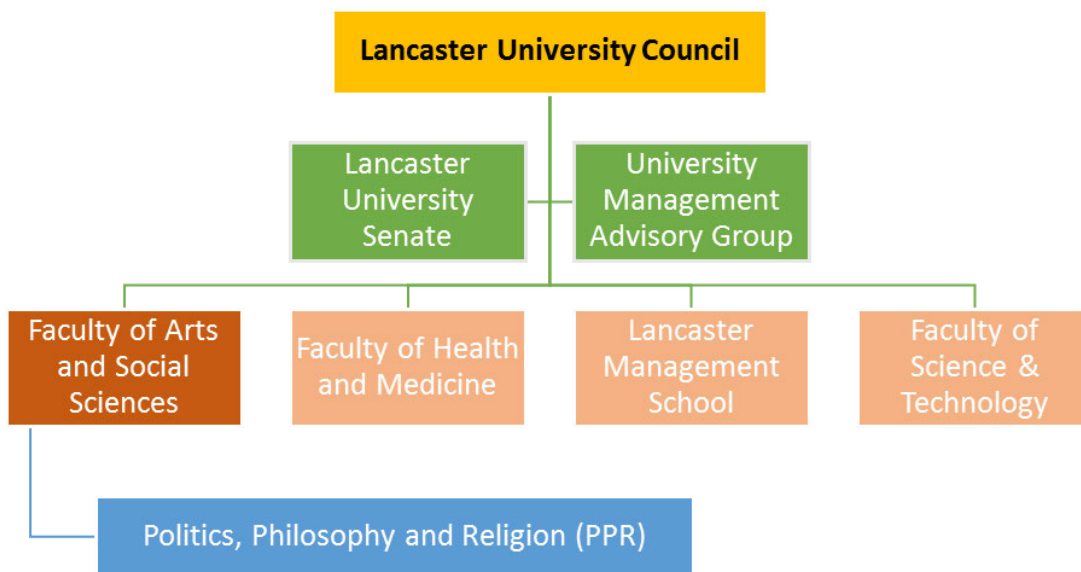 Lancaster University Council
Lancaster
University
Senate
University
Management
Advisory Group
Faculty of Arts
and Social
Sciences
Faculty of Health
and Medicine
Lancaster
Management
School
Faculty of
Science &
Technology
Politics, Philosophy and Religion (PPR)